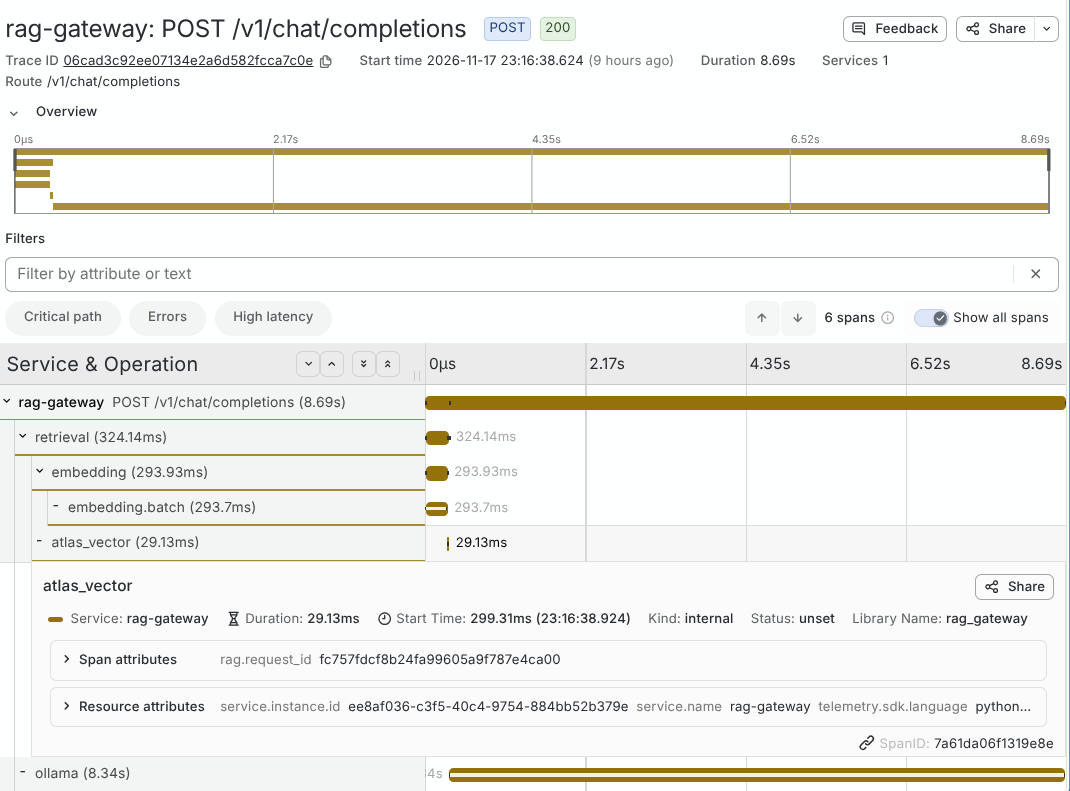 rag-gateway: POST /v1/chat/completions POST 200 Feedback Share
Trace ID 06cad3c92ee07134e2a6d582fcca7c0e Start time 2026-11-17 23:16:38.624 (9 hours ago) Duration 8.69s Services 1
Route /v1/chat/completions
Overview
0μs 2.17s 4.35s 6.52s 8.69s
Filters
Filter by attribute or text
Critical path Errors High latency 6 spans Show all spans
Service & Operation 0μs 2.17s 4.35s 6.52s 8.69s
rag-gateway POST /v1/chat/completions (8.69s)
retrieval (324.14ms) 324.14ms
embedding (293.93ms) 293.93ms
embedding.batch (293.7ms) 293.7ms
atlas_vector (29.13ms) 29.13ms
atlas_vector Share
Service: rag-gateway Duration: 29.13ms Start Time: 299.31ms (23:16:38.924) Kind: internal Status: unset Library Name: rag_gateway
Span attributes rag.request_id fc757fdcf8b24fa99605a9f787e4ca00
Resource attributes service.instance.id ee8af036-c3f5-40c4-9754-884bb52b379e service.name rag-gateway telemetry.sdk.language python...
SpanID: 7a61da06f1319e8e
ollama (8.34s) 4s